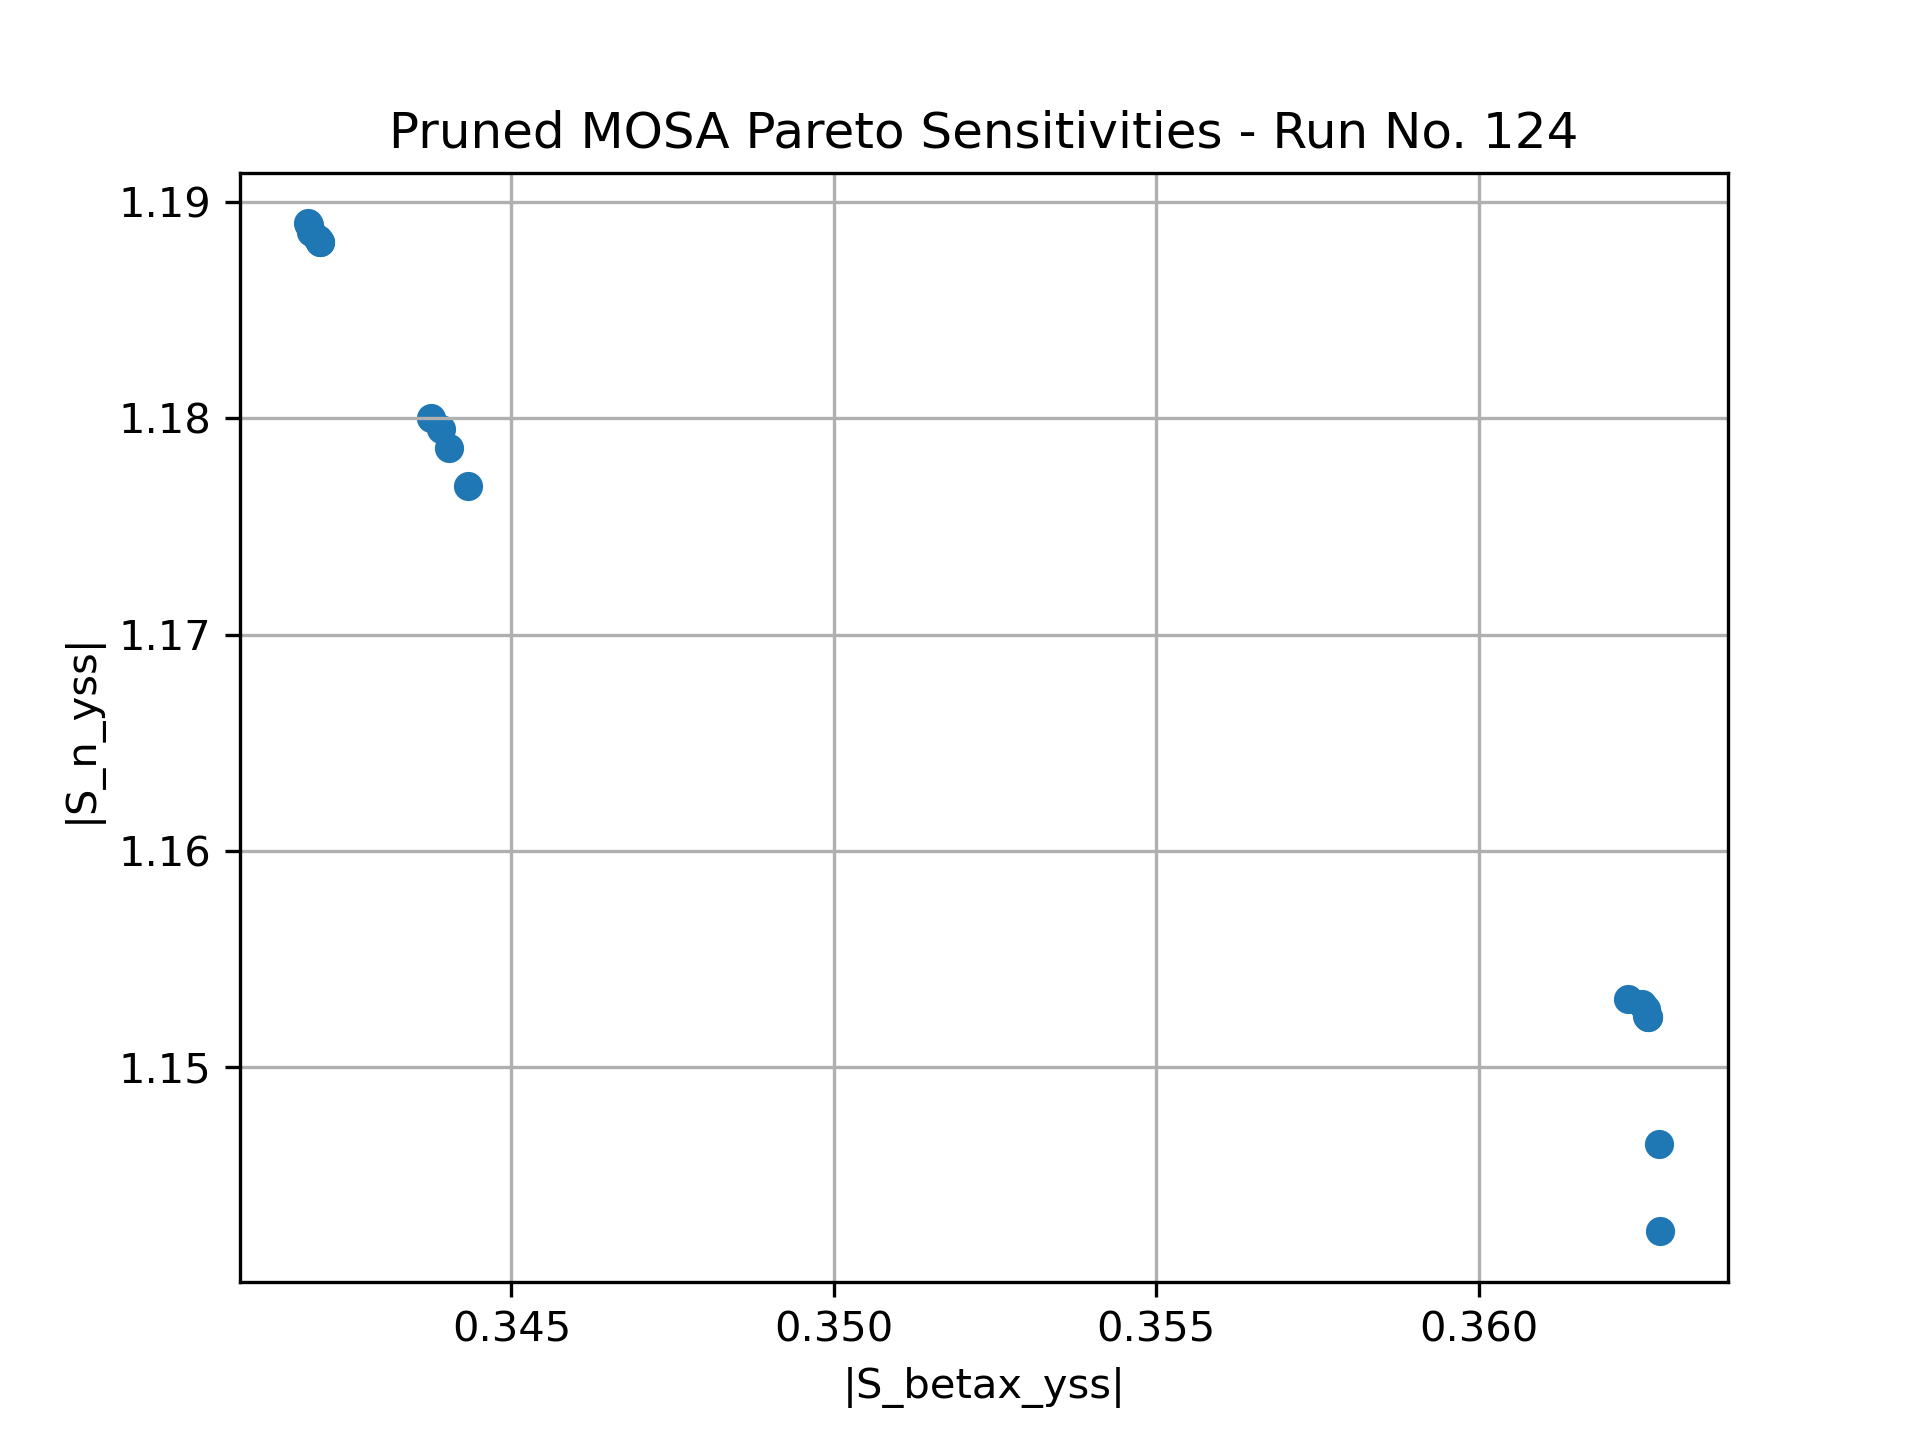 Pruned MOSA Pareto Sensitivities - Run No. 124
1.19
1.18
1.17
1.16
1.15
|S_n_yss|
0.345 0.350 0.355 0.360
|S_betax_yss|